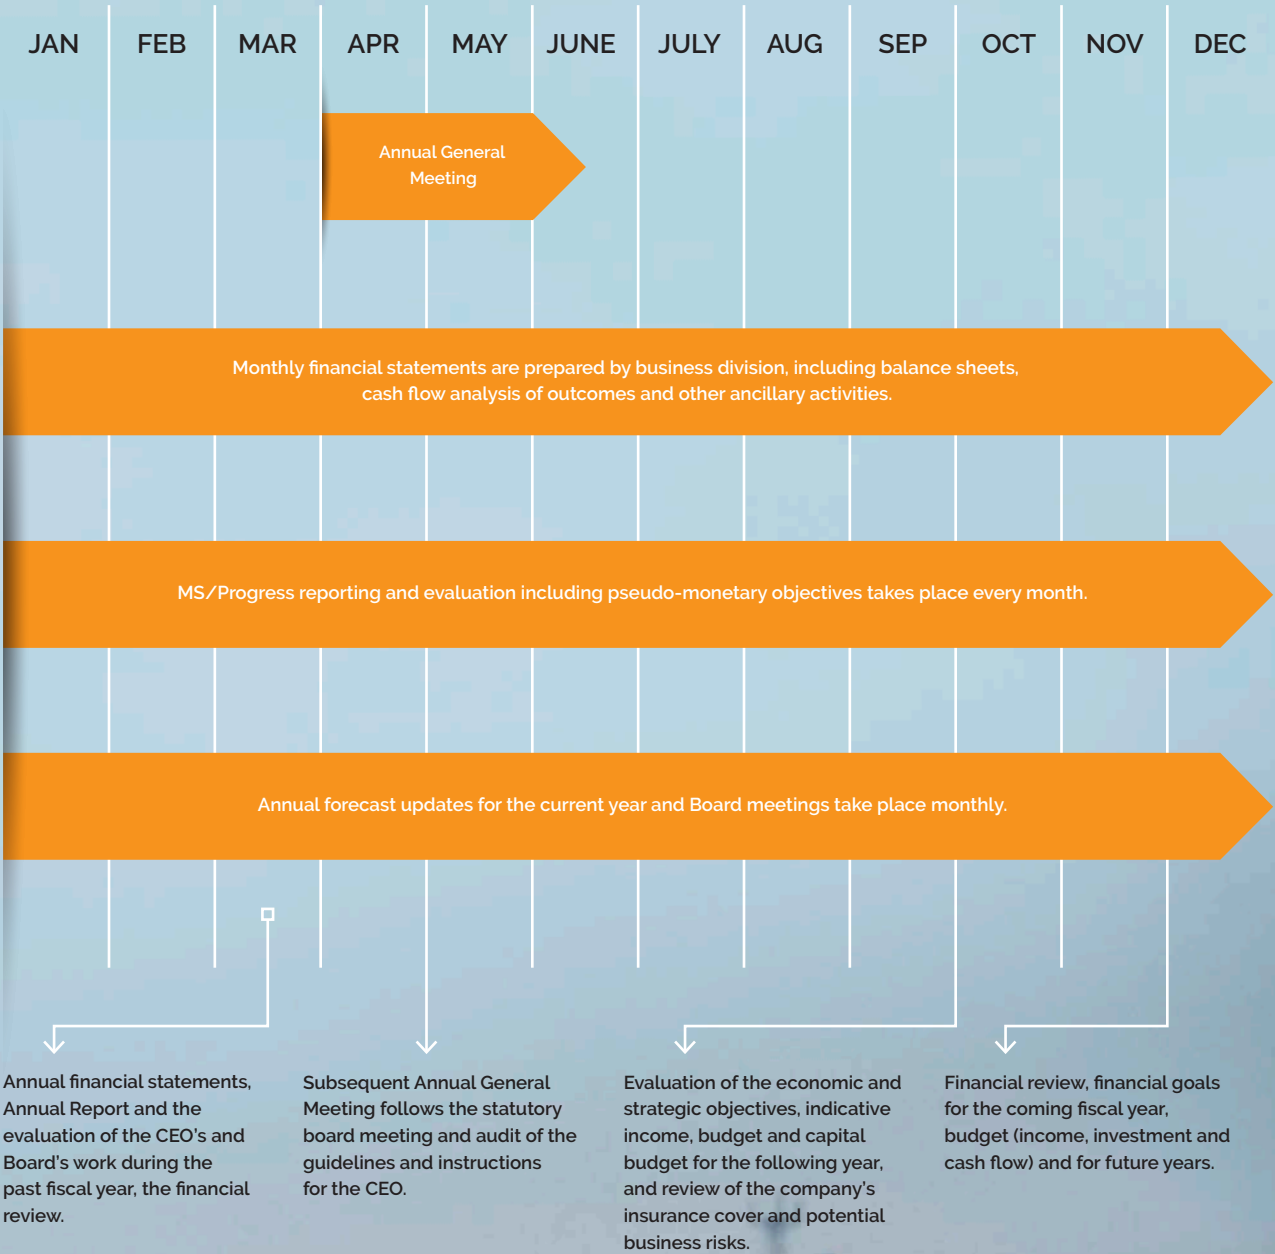 JAN FEB MAR APR MAY JUNE JULY AUG SEP OCT NOV DEC
Annual General
Meeting
Monthly financial statements are prepared by business division, including balance sheets,
cash flow analysis of outcomes and other ancillary activities.
MS/Progress reporting and evaluation including pseudo-monetary objectives takes place every month.
Annual forecast updates for the current year and Board meetings take place monthly.
Annual financial statements,
Annual Report and the
evaluation of the CEO's and
Board's work during the
past fiscal year, the financial
review.
Subsequent Annual General
Meeting follows the statutory
board meeting and audit of the
guidelines and instructions
for the CEO.
Evaluation of the economic and
strategic objectives, indicative
income, budget and capital
budget for the following year,
and review of the company's
insurance cover and potential
business risks.
Financial review, financial goals
for the coming fiscal year,
budget (income, investment and
cash flow) and for future years.